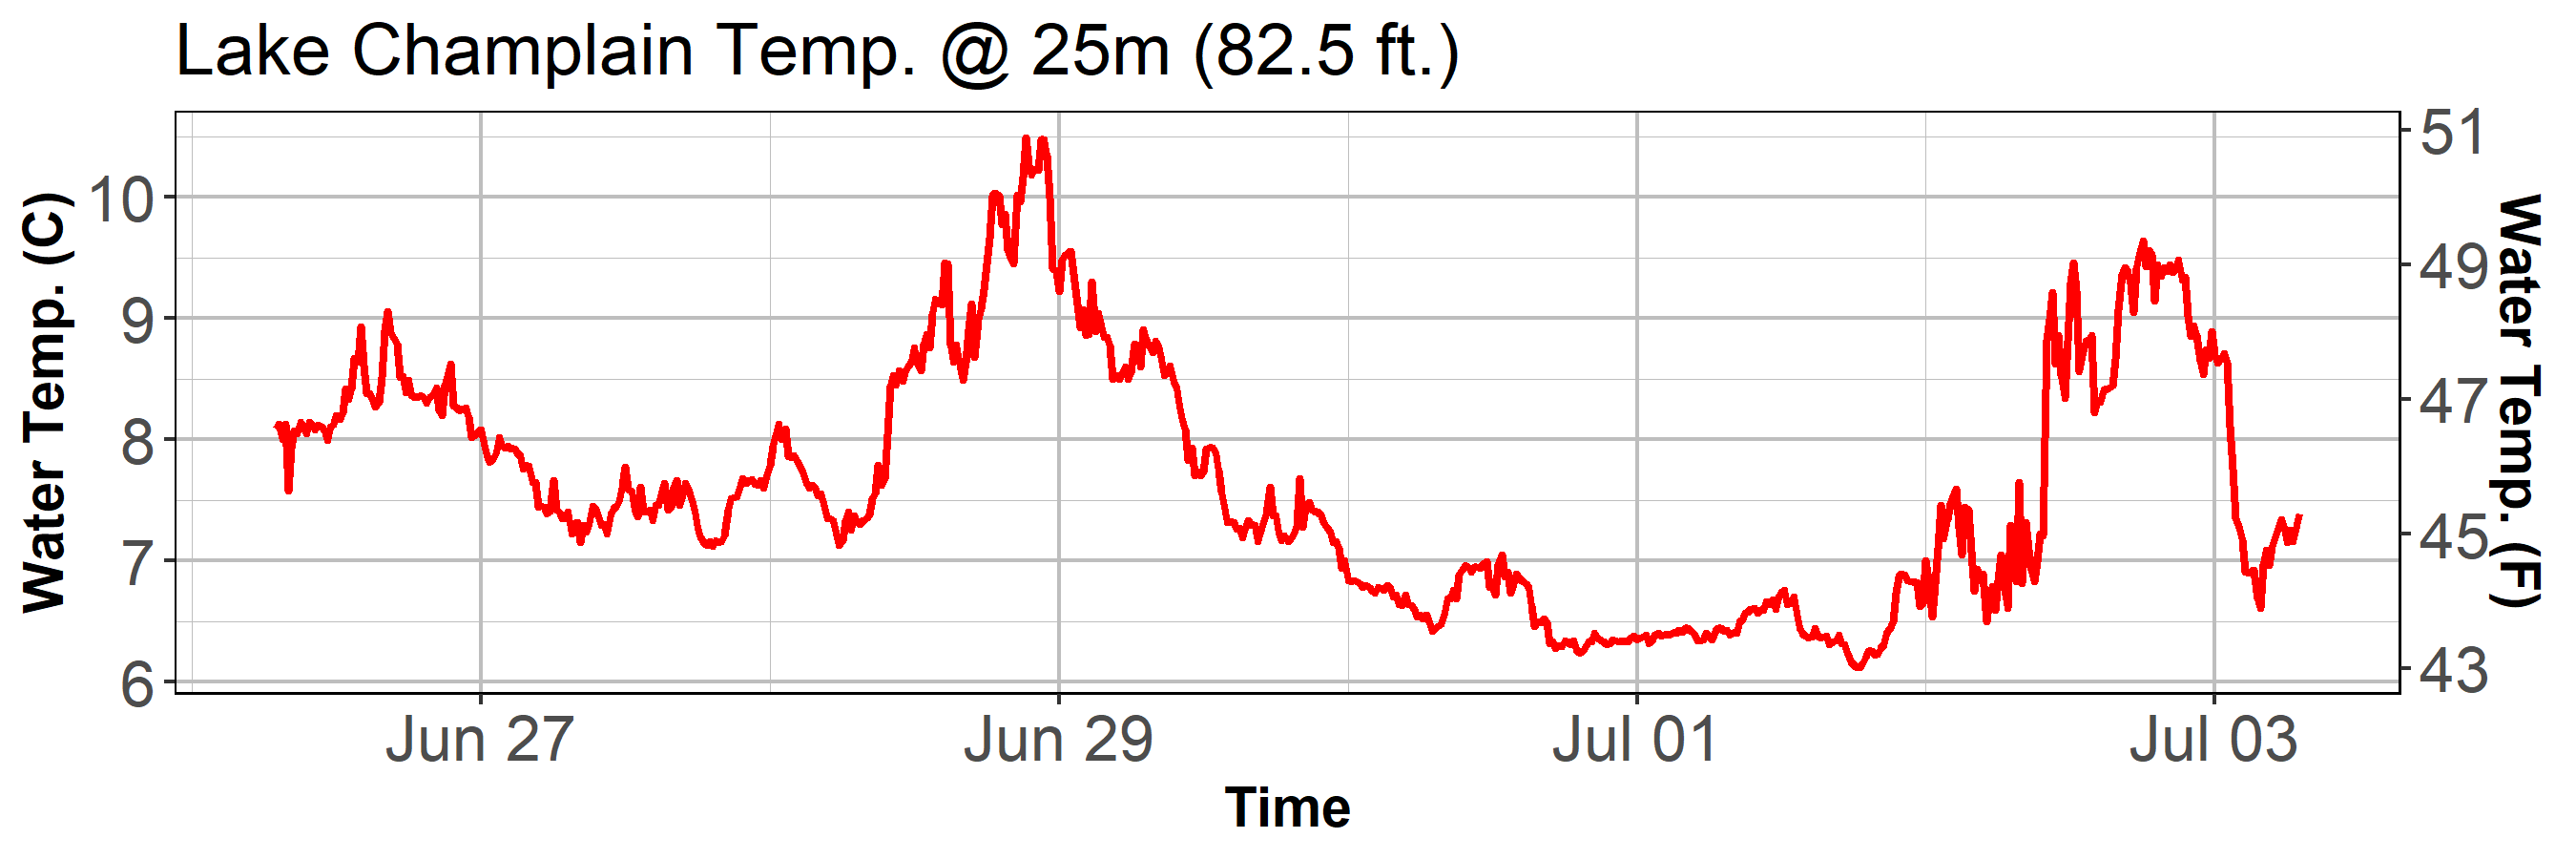 Lake Champlain Temp. @ 25m (82.5 ft.)
Water Temp. (C)
10
9
8
7
6
51
49
47
45
43
Water Temp. (F)
Jun 27
Jun 29
Jul 01
Jul 03
Time